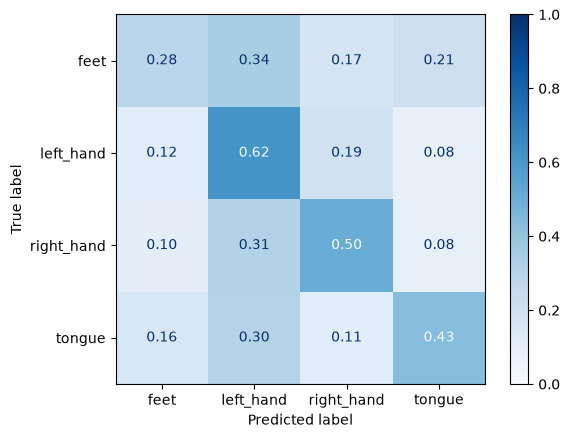 1.0
feet 0.28 0.34 0.17 0.21
0.8
left_hand 0.12 0.62 0.19 0.08
0.6
True label
0.4
right_hand 0.10 0.31 0.50 0.08
0.2
tongue 0.16 0.30 0.11 0.43
0.0
feet left_hand right_hand tongue
Predicted label